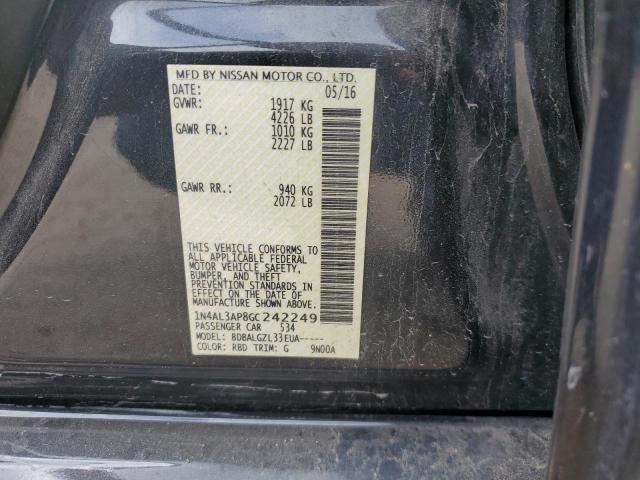 MFD BY NISSAN MOTOR CO., LTD.
DATE: 05/16
GVWR: 1917 KG
4226 LB
GAWR FR.: 1010 KG
2227 LB
GAWR RR.: 940 KG
2072 LB
THIS VEHICLE CONFORMS TO
ALL APPLICABLE FEDERAL
MOTOR VEHICLE SAFETY,
BUMPER, AND THEFT
PREVENTION STANDARDS IN
EFFECT ON THE DATE OF
MANUFACTURE SHOWN ABOVE.
1N4AL3AP8GC242249
PASSENGER CAR 534
MODEL: BDBALGZL33EUA-----
COLOR: RBD TRIM: G 9N00A